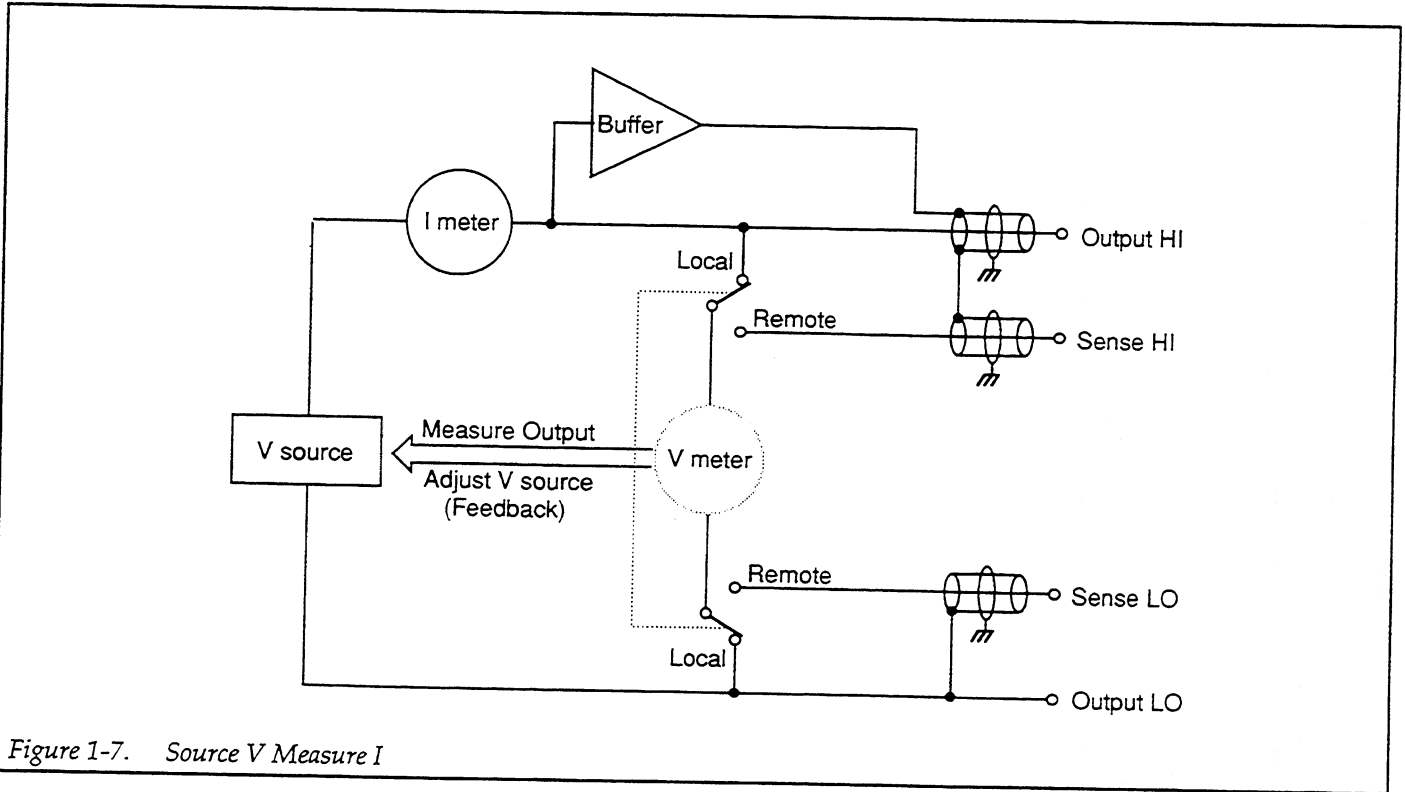 Buffer
I meter
Output HI
Local
Remote
Sense HI
Measure Output
V source
V meter
Adjust V source
(Feedback)
Remote
Sense LO
Local
Output LO
Figure 1-7. Source V Measure I